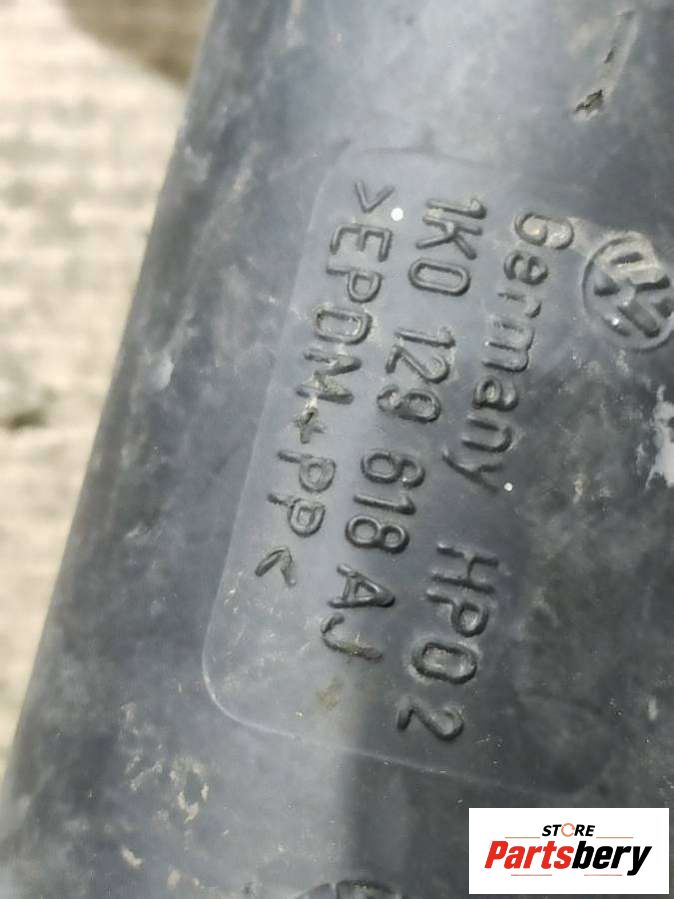 Germany HP02
1K0 129 618 AJ
>EPDM+PP<
STORE
Partsbery